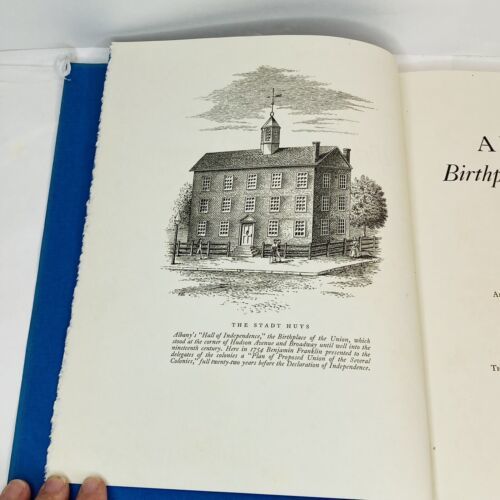 THE STADT HUYS
Albany's "Hall of Independence," the Birthplace of the Union, which
stood at the corner of Hudson Avenue and Broadway until well into the
nineteenth century. Here in 1754 Benjamin Franklin presented to the
delegates of the colonies a "Plan of Proposed Union of the Several
Colonies," full twenty-two years before the Declaration of Independence.
A
Birthp
A
T